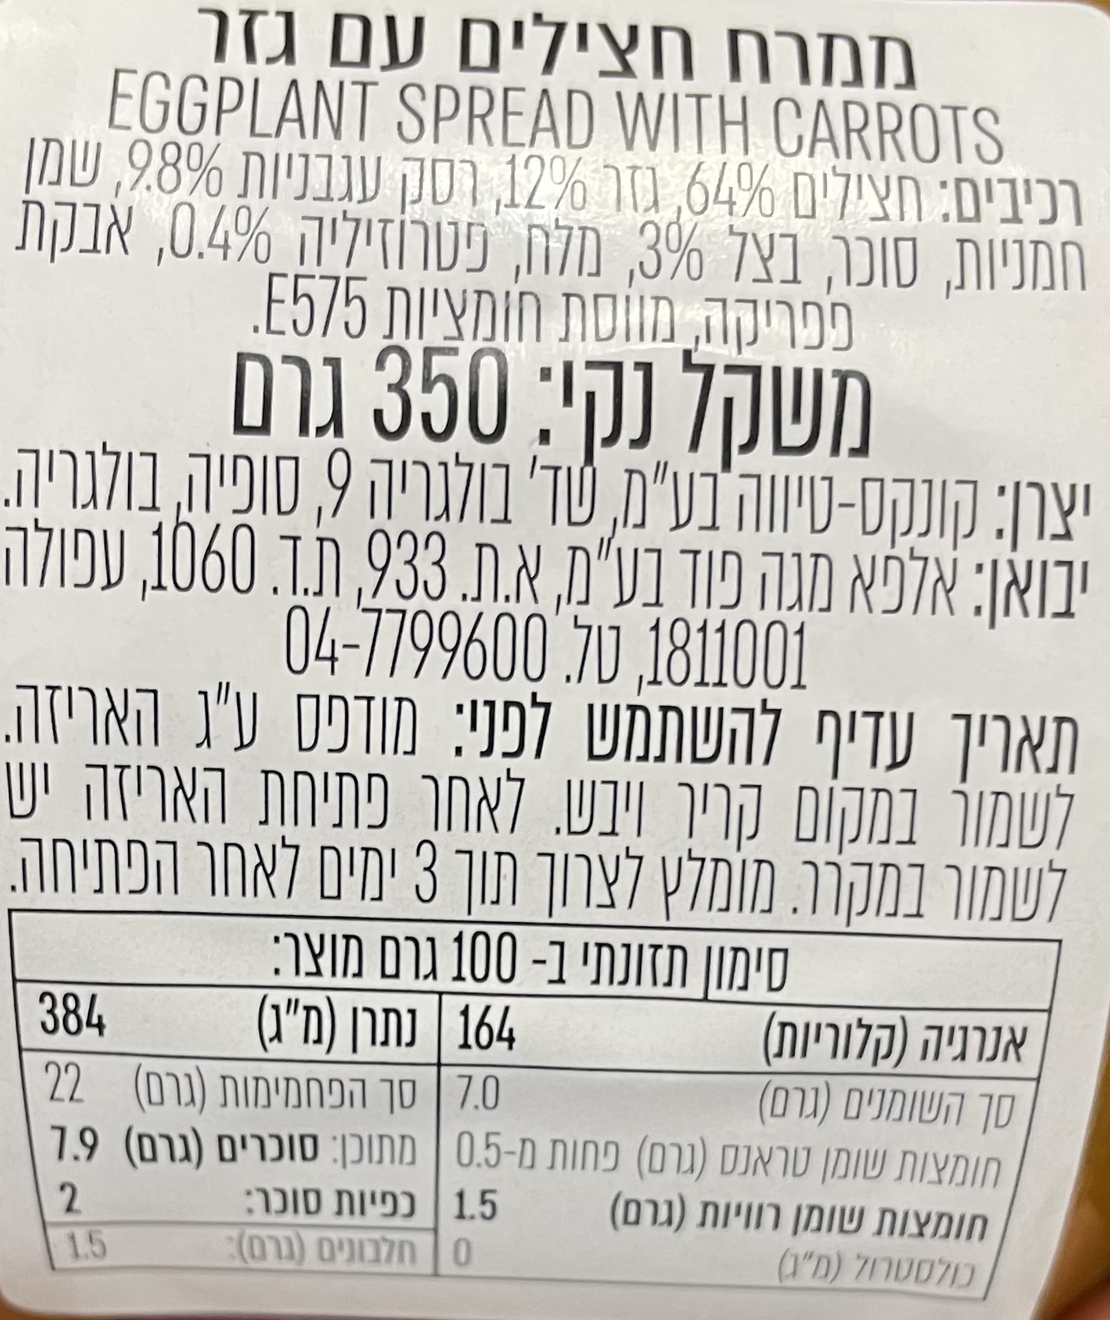 ממרח חצילים עם גזר
EGGPLANT SPREAD WITH CARROTS
רכיבים: חצילים 64%, גזר 12%, רסק עגבניות 9.8%, שמן
חמניות, סוכר, בצל 3%, מלח, פטרוזיליה 0.4%, אבקת
פפריקה, מווסת חומציות E575.
משקל נקי: 350 גרם
יצרן: קונקס-טיווה בע"מ, שד' בולגריה 9, סופיה, בולגריה.
יבואן: אלפא מגה פוד בע"מ, א.ת. 933, ת.ד. 1060, עפולה
1811001, טל. 04-7799600
תאריך עדיף להשתמש לפני: מודפס ע"ג האריזה.
לשמור במקום קריר ויבש. לאחר פתיחת האריזה יש
לשמור במקרר. מומלץ לצרוך תוך 3 ימים לאחר הפתיחה.
סימון תזונתי ב- 100 גרם מוצר:
אנרגיה (קלוריות) 164 נתרן (מ"ג) 384
סך השומנים (גרם) 7.0 סך הפחמימות (גרם) 22
חומצות שומן טראנס (גרם) פחות מ-0.5 מתוכן: סוכרים (גרם) 7.9
חומצות שומן רוויות (גרם) 1.5 כפיות סוכר: 2
כולסטרול (מ"ג) 0 חלבונים (גרם): 1.5